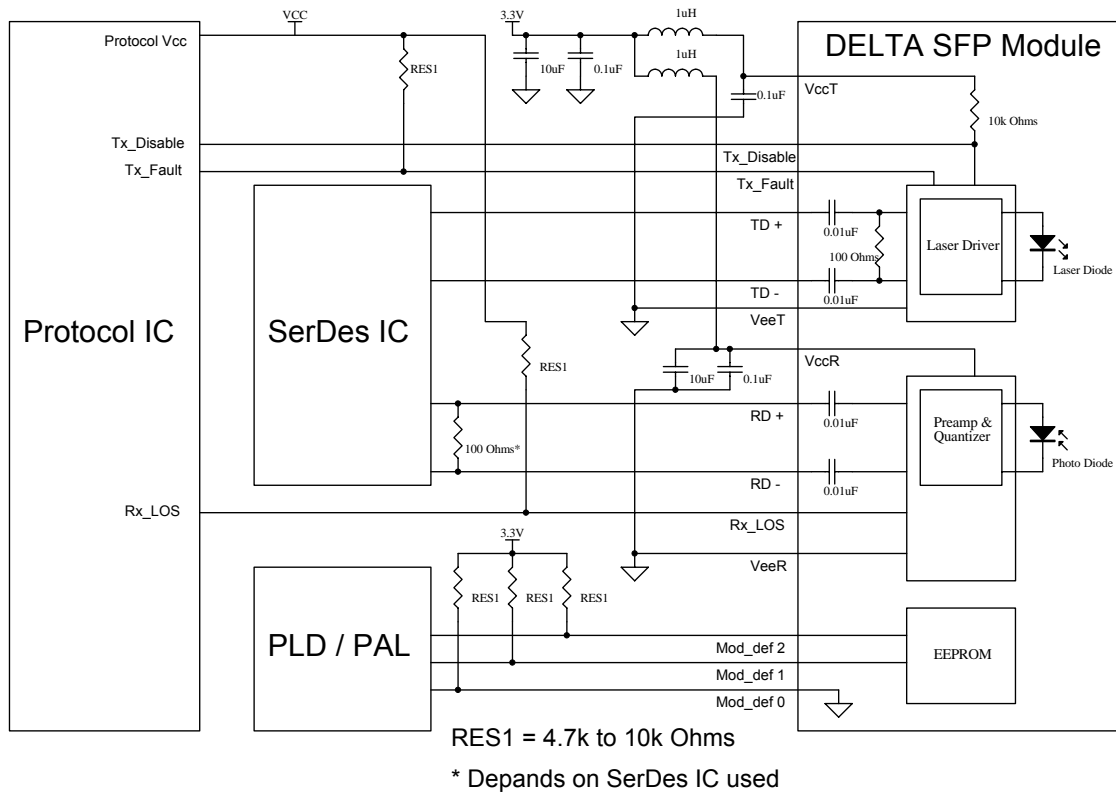 VCC
3.3V
1uH
DELTA SFP Module
Protocol Vcc
RES1
10uF
0.1uF
1uH
VccT
0.1uF
10k Ohms
Tx_Disable
Tx_Disable
Tx_Fault
Tx_Fault
TD +
0.01uF
100 Ohms
Laser Driver
Laser Diode
TD -
0.01uF
VeeT
Protocol IC
SerDes IC
RES1
VccR
10uF
0.1uF
RD +
0.01uF
Preamp &
Quantizer
100 Ohms*
Photo Diode
RD -
0.01uF
Rx_LOS
Rx_LOS
3.3V
VeeR
RES1
RES1
RES1
PLD / PAL
Mod_def 2
EEPROM
Mod_def 1
Mod_def 0
RES1 = 4.7k to 10k Ohms
* Depands on SerDes IC used